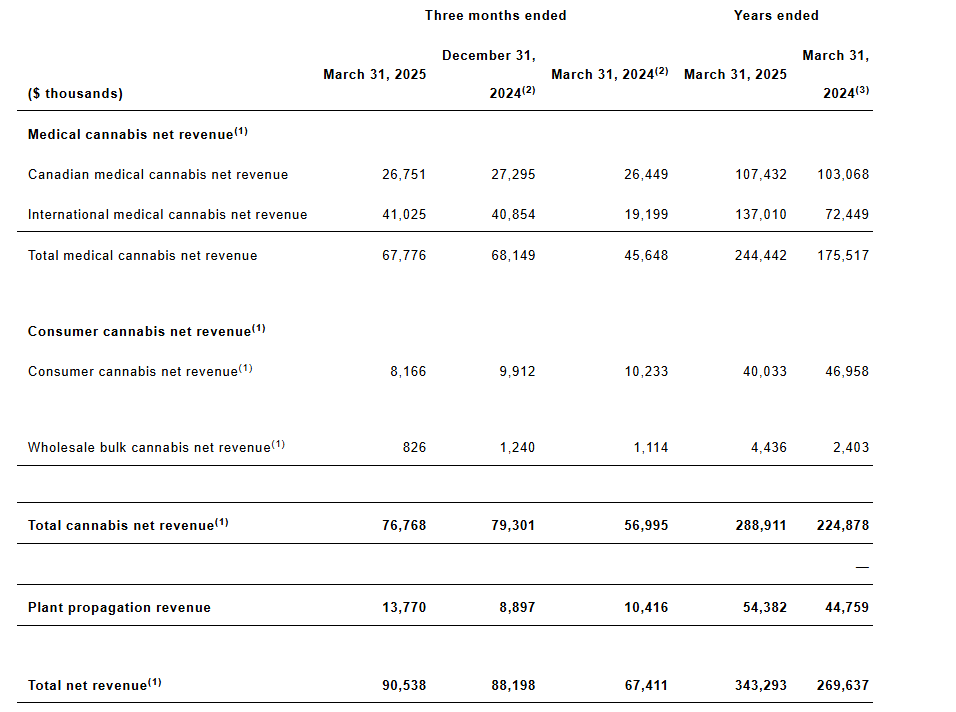 Three months ended Years ended
March 31, 2025 December 31, 2024(2) March 31, 2024(2) March 31, 2025 March 31, 2024(3)
($ thousands)
Medical cannabis net revenue(1)
Canadian medical cannabis net revenue 26,751 27,295 26,449 107,432 103,068
International medical cannabis net revenue 41,025 40,854 19,199 137,010 72,449
Total medical cannabis net revenue 67,776 68,149 45,648 244,442 175,517
Consumer cannabis net revenue(1)
Consumer cannabis net revenue(1) 8,166 9,912 10,233 40,033 46,958
Wholesale bulk cannabis net revenue(1) 826 1,240 1,114 4,436 2,403
Total cannabis net revenue(1) 76,768 79,301 56,995 288,911 224,878
—
Plant propagation revenue 13,770 8,897 10,416 54,382 44,759
Total net revenue(1) 90,538 88,198 67,411 343,293 269,637